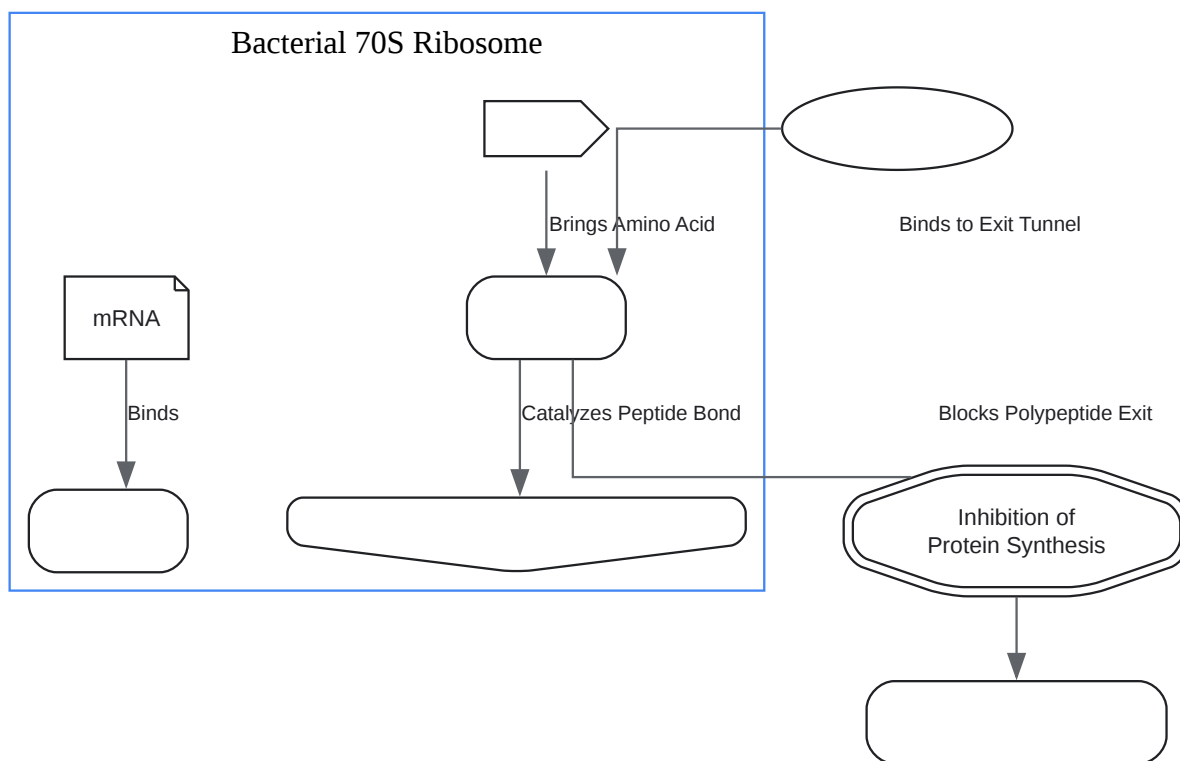 Bacterial 70S Ribosome
Brings Amino Acid
Binds to Exit Tunnel
mRNA
Binds
Catalyzes Peptide Bond
Blocks Polypeptide Exit
Inhibition of
Protein Synthesis